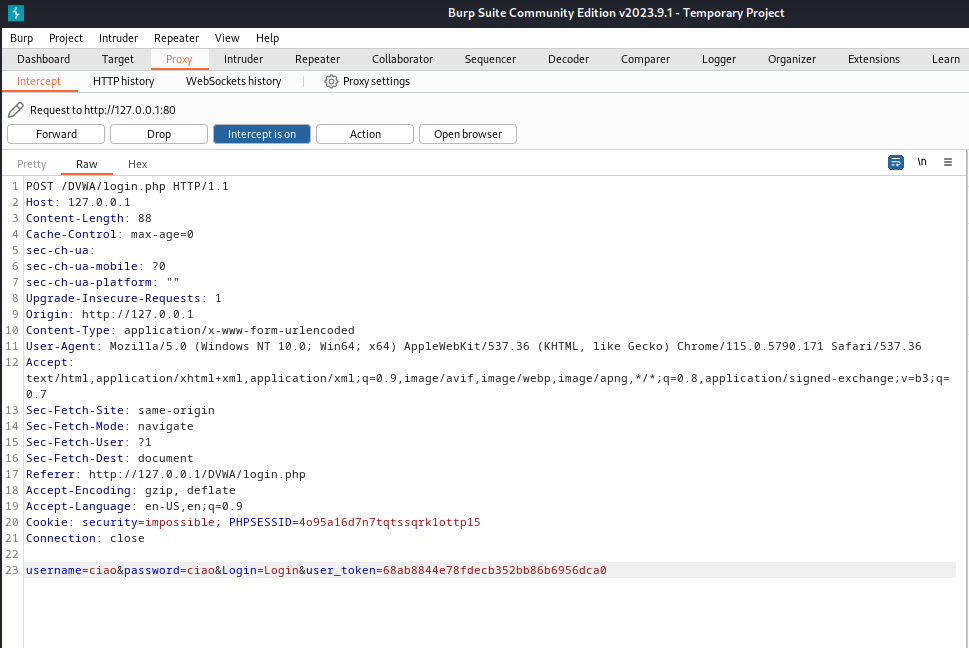 Burp Suite Community Edition v2023.9.1 - Temporary Project
Burp Project Intruder Repeater View Help
Dashboard Target Proxy Intruder Repeater Collaborator Sequencer Decoder Comparer Logger Organizer Extensions Learn
Intercept HTTP history WebSockets history Proxy settings
Request to http://127.0.0.1:80
Forward Drop Intercept is on Action Open browser
Pretty Raw Hex \n
1 POST /DVWA/login.php HTTP/1.1
2 Host: 127.0.0.1
3 Content-Length: 88
4 Cache-Control: max-age=0
5 sec-ch-ua:
6 sec-ch-ua-mobile: ?0
7 sec-ch-ua-platform: ""
8 Upgrade-Insecure-Requests: 1
9 Origin: http://127.0.0.1
10 Content-Type: application/x-www-form-urlencoded
11 User-Agent: Mozilla/5.0 (Windows NT 10.0; Win64; x64) AppleWebKit/537.36 (KHTML, like Gecko) Chrome/115.0.5790.171 Safari/537.36
12 Accept:
text/html,application/xhtml+xml,application/xml;q=0.9,image/avif,image/webp,image/apng,*/*;q=0.8,application/signed-exchange;v=b3;q=
0.7
13 Sec-Fetch-Site: same-origin
14 Sec-Fetch-Mode: navigate
15 Sec-Fetch-User: ?1
16 Sec-Fetch-Dest: document
17 Referer: http://127.0.0.1/DVWA/login.php
18 Accept-Encoding: gzip, deflate
19 Accept-Language: en-US,en;q=0.9
20 Cookie: security=impossible; PHPSESSID=4o95a16d7n7tqtssqrk1ottp15
21 Connection: close
22
23 username=ciao&password=ciao&Login=Login&user_token=68ab8844e78fdecb352bb86b6956dca0